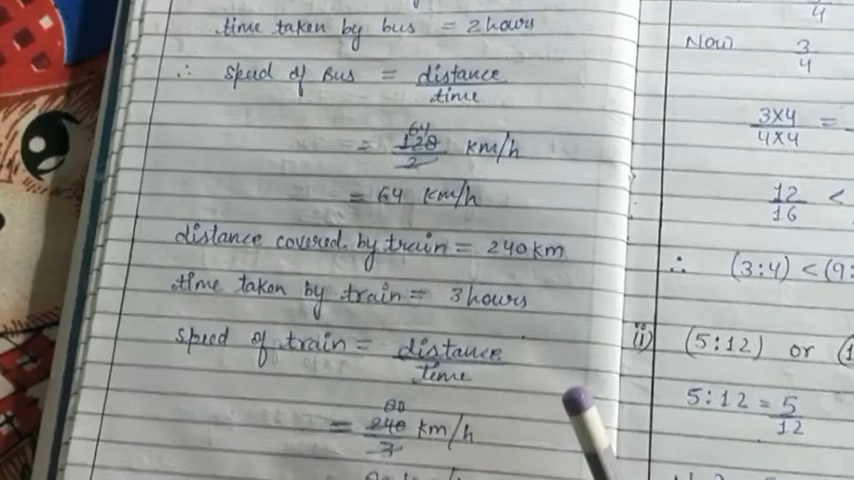 time taken by bus = 2 hours
∴ speed of Bus = distance
time
64
= 128 km/h
2
= 64 km/h
distance covered by train = 240 km
time taken by train = 3 hours
speed of train = distance
time
80
= 240 km/h
3
4
Now 3
4
3×4 =
4×4
12 <
16
∴ (3:4) < (9:
(5:12) or (1
5:12 = 5
12